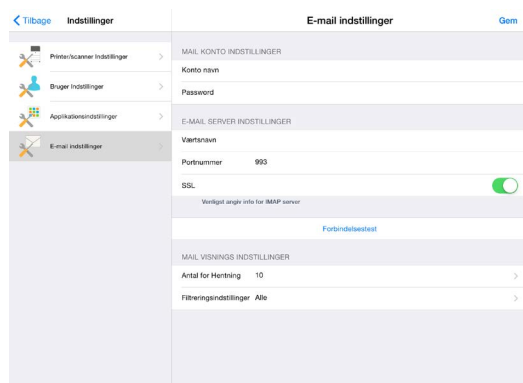 Tilbage Indstillinger
E-mail indstillinger Gem
Printer/scanner Indstillinger
Bruger Indstillinger
Applikationsindstillinger
E-mail indstillinger
MAIL KONTO INDSTILLINGER
Konto navn
Password
E-MAIL SERVER INDSTILLINGER
Værtsnavn
Portnummer 993
SSL
Venligst angiv info for IMAP server
Forbindelsestest
MAIL VISNINGS INDSTILLINGER
Antal for Hentning 10
Filtreringsindstillinger Alle